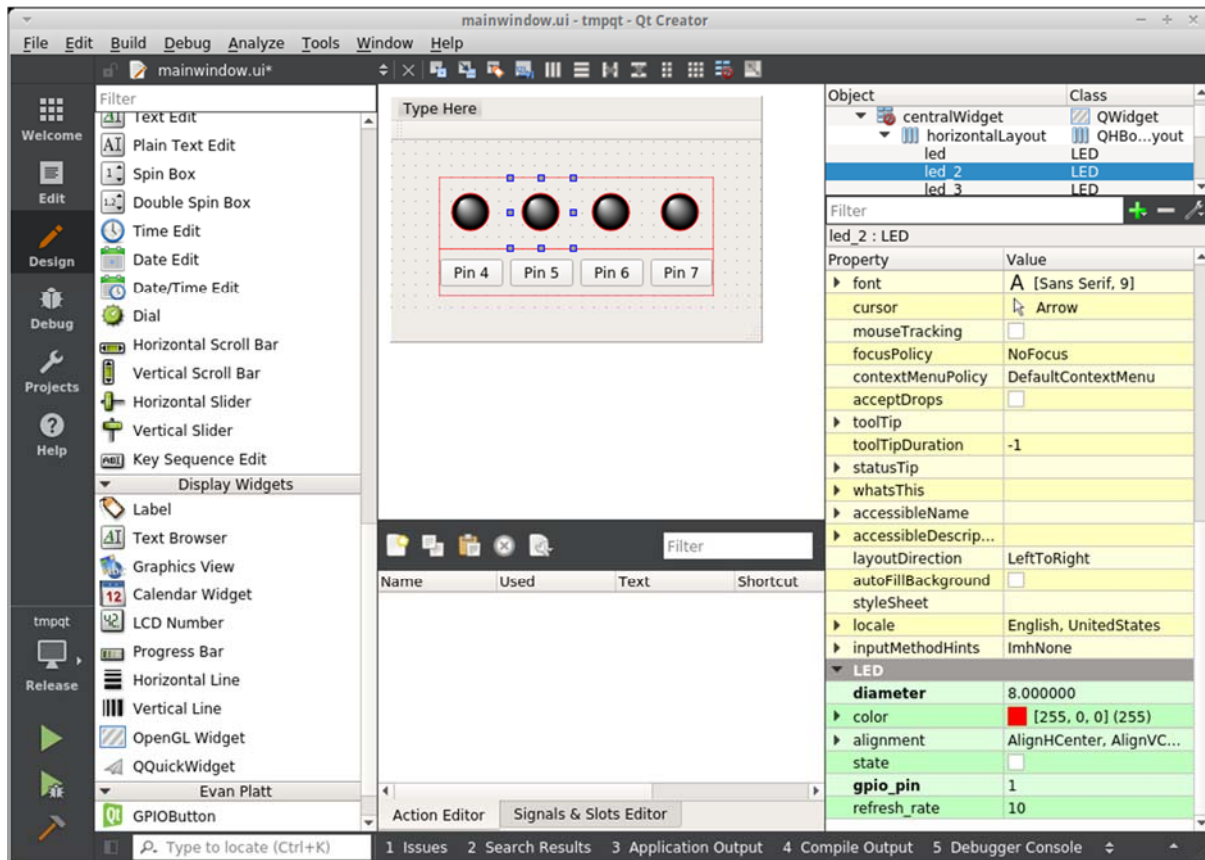 mainwindow.ui - tmpqt - Qt Creator
File Edit Build Debug Analyze Tools Window Help
mainwindow.ui*
Welcome
Edit
Design
Debug
Projects
Help
tmpqt
Release
Filter
Text Edit
Plain Text Edit
Spin Box
Double Spin Box
Time Edit
Date Edit
Date/Time Edit
Dial
Horizontal Scroll Bar
Vertical Scroll Bar
Horizontal Slider
Vertical Slider
Key Sequence Edit
Display Widgets
Label
Text Browser
Graphics View
Calendar Widget
LCD Number
Progress Bar
Horizontal Line
Vertical Line
OpenGL Widget
QQuickWidget
Evan Platt
GPIOButton
Type Here
Pin 4 Pin 5 Pin 6 Pin 7
Filter
Name Used Text Shortcut
Action Editor Signals & Slots Editor
Object Class
centralWidget QWidget
horizontalLayout QHBo...yout
led LED
led_2 LED
led_3 LED
Filter
led_2 : LED
Property Value
font A [Sans Serif, 9]
cursor Arrow
mouseTracking
focusPolicy NoFocus
contextMenuPolicy DefaultContextMenu
acceptDrops
toolTip
toolTipDuration -1
statusTip
whatsThis
accessibleName
accessibleDescrip...
layoutDirection LeftToRight
autoFillBackground
styleSheet
locale English, UnitedStates
inputMethodHints ImhNone
LED
diameter 8.000000
color [255, 0, 0] (255)
alignment AlignHCenter, AlignVC...
state
gpio_pin 1
refresh_rate 10
Type to locate (Ctrl+K) 1 Issues 2 Search Results 3 Application Output 4 Compile Output 5 Debugger Console